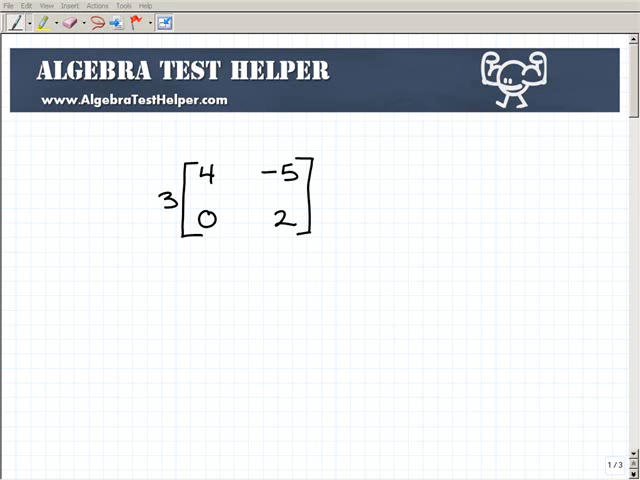 File Edit View Insert Actions Tools Help
ALGEBRA TEST HELPER
www.AlgebraTestHelper.com
4 -5
3
0 2
1 / 3